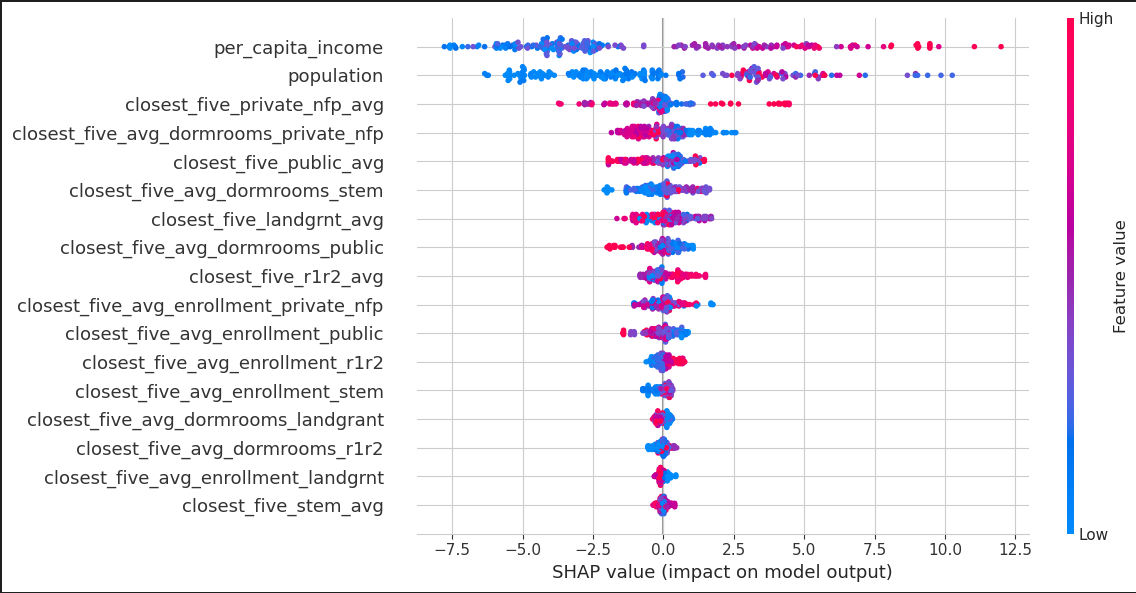 High
per_capita_income
population
closest_five_private_nfp_avg
closest_five_avg_dormrooms_private_nfp
closest_five_public_avg
closest_five_avg_dormrooms_stem
closest_five_landgrnt_avg
closest_five_avg_dormrooms_public
closest_five_r1r2_avg
closest_five_avg_enrollment_private_nfp
closest_five_avg_enrollment_public
closest_five_avg_enrollment_r1r2
closest_five_avg_enrollment_stem
closest_five_avg_dormrooms_landgrant
closest_five_avg_dormrooms_r1r2
closest_five_avg_enrollment_landgrnt
closest_five_stem_avg
Feature value
Low
−7.5 −5.0 −2.5 0.0 2.5 5.0 7.5 10.0 12.5
SHAP value (impact on model output)